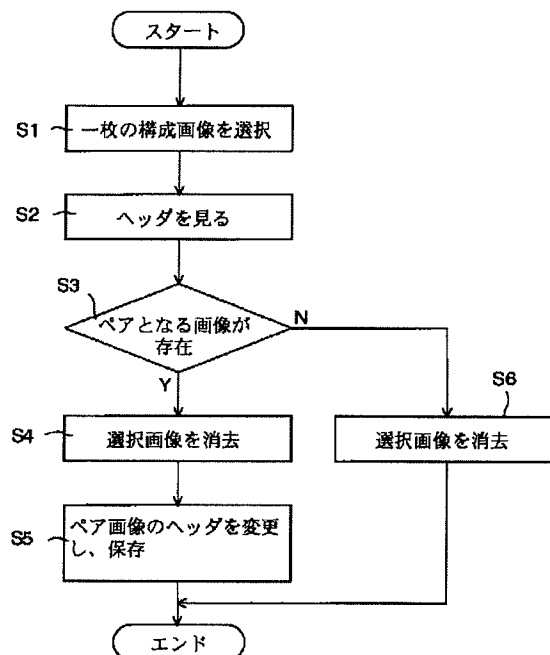 スタート
S1
一枚の構成画像を選択
S2
ヘッダを見る
S3
ペアとなる画像が
存在
N
Y
S4
選択画像を消去
S6
選択画像を消去
S5
ペア画像のヘッダを変更
し、保存
エンド